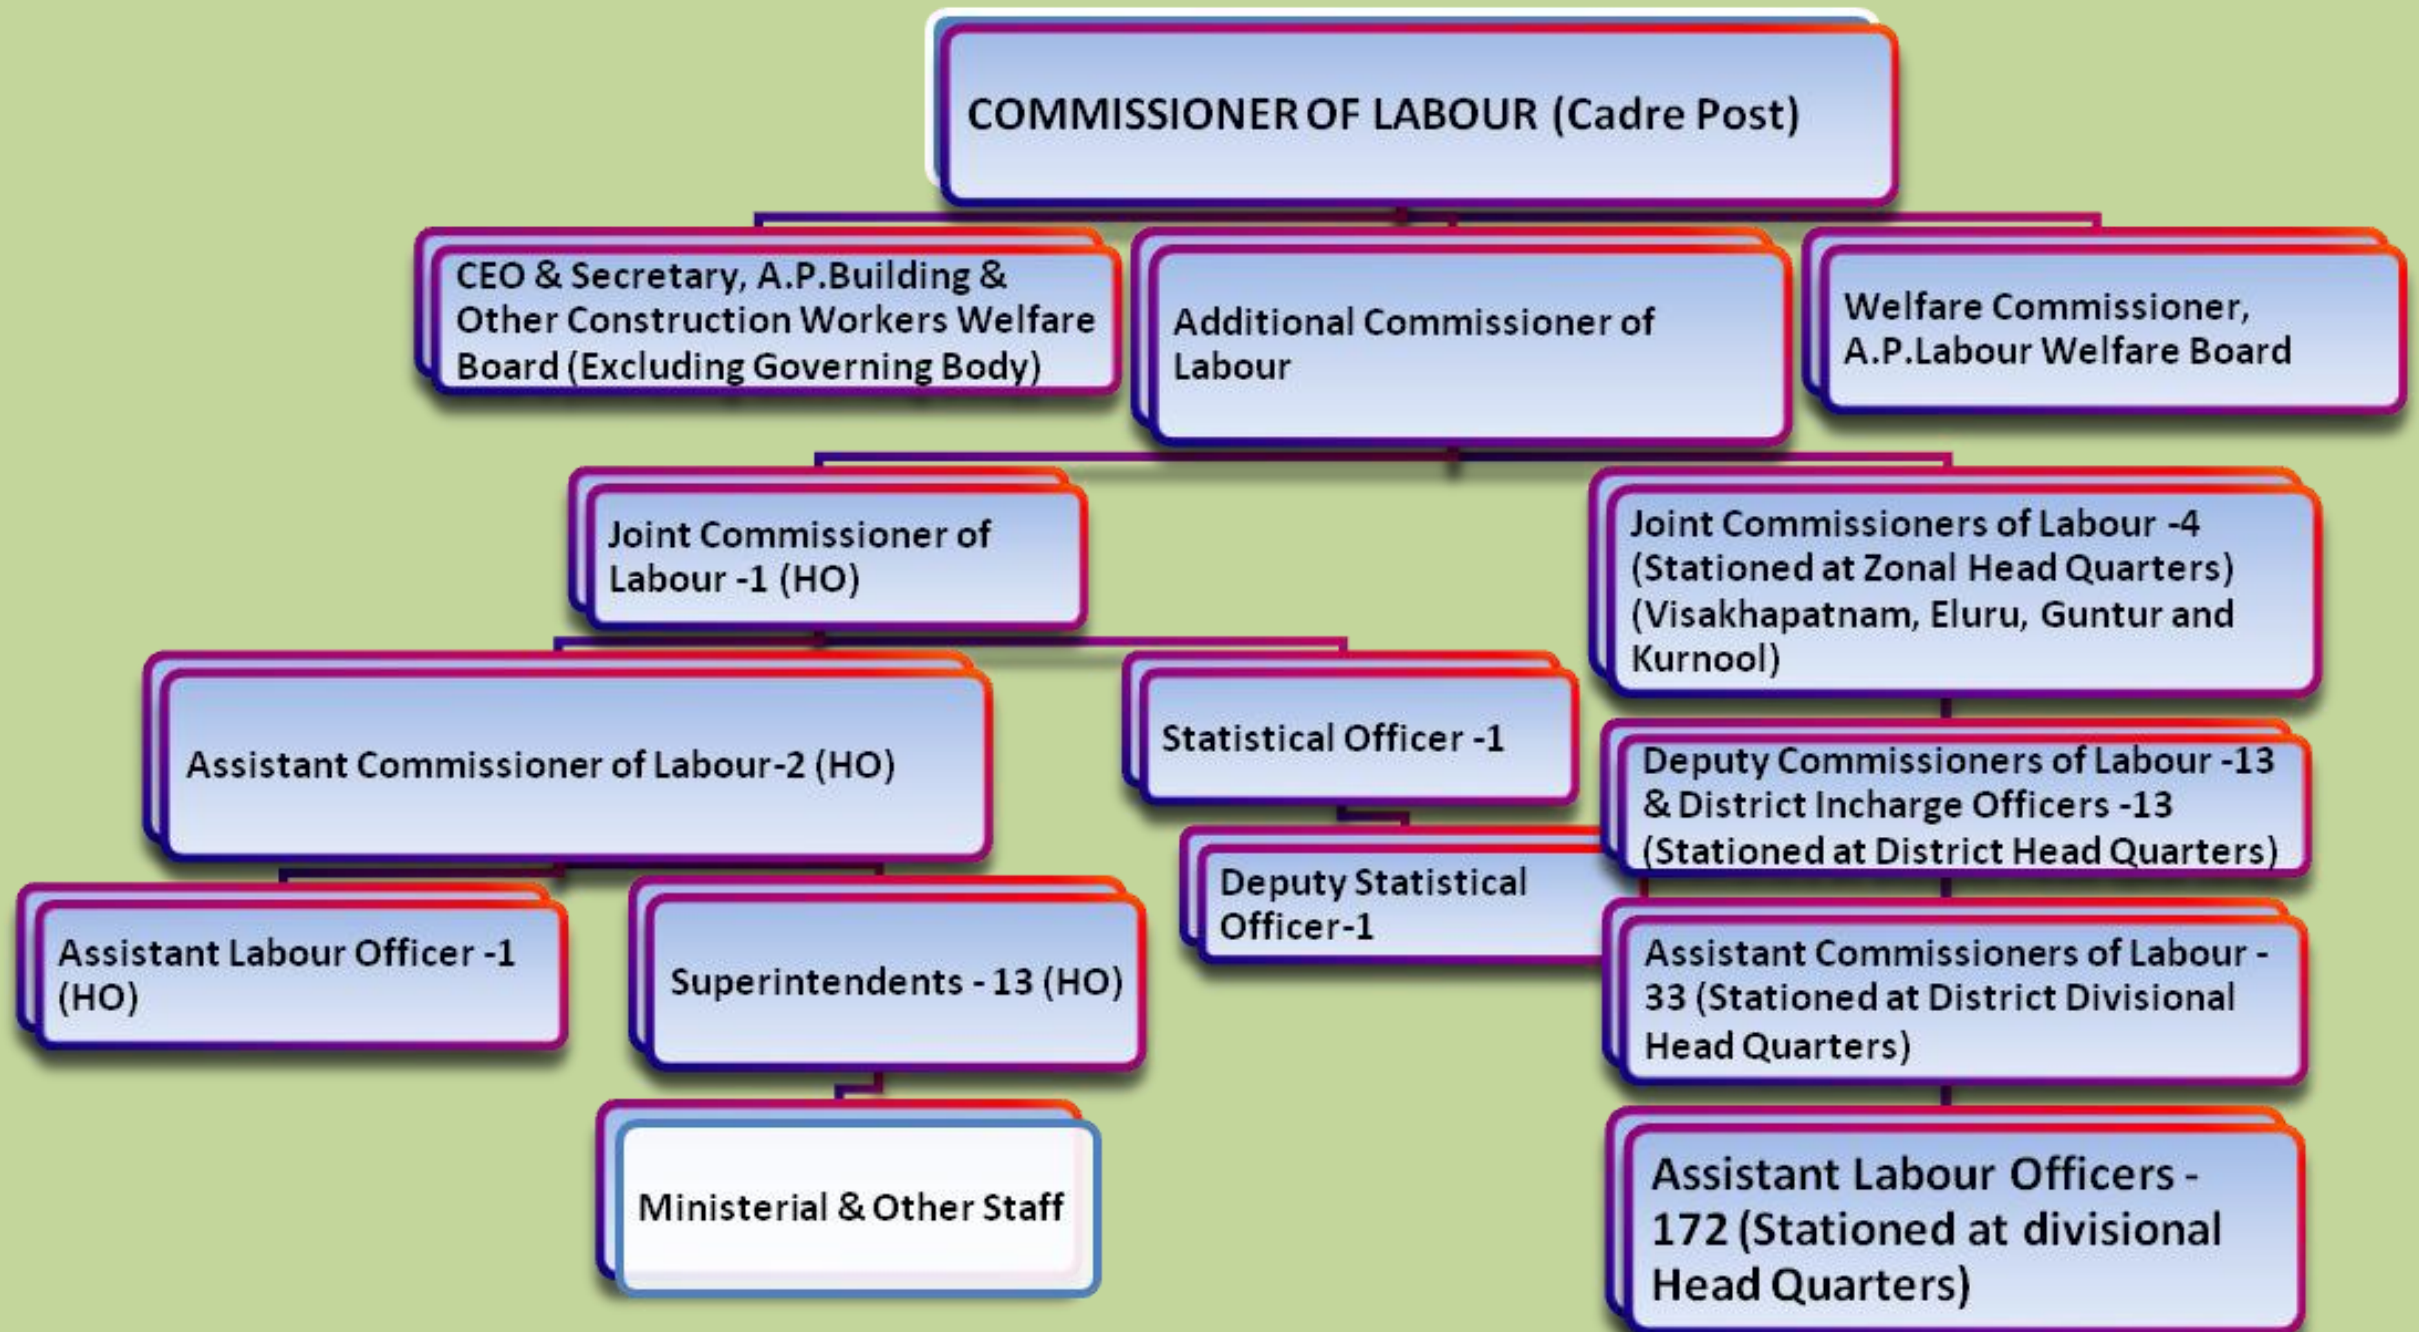 COMMISSIONER OF LABOUR (Cadre Post)
CEO & Secretary, A.P.Building &
Other Construction Workers Welfare
Board (Excluding Governing Body)
Additional Commissioner of
Labour
Welfare Commissioner,
A.P.Labour Welfare Board
Joint Commissioner of
Labour -1 (HO)
Joint Commissioners of Labour -4
(Stationed at Zonal Head Quarters)
(Visakhapatnam, Eluru, Guntur and
Kurnool)
Assistant Commissioner of Labour-2 (HO)
Statistical Officer -1
Deputy Commissioners of Labour -13
& District Incharge Officers -13
(Stationed at District Head Quarters)
Assistant Labour Officer -1
(HO)
Superintendents - 13 (HO)
Deputy Statistical
Officer-1
Assistant Commissioners of Labour -
33 (Stationed at District Divisional
Head Quarters)
Ministerial & Other Staff
Assistant Labour Officers -
172 (Stationed at divisional
Head Quarters)